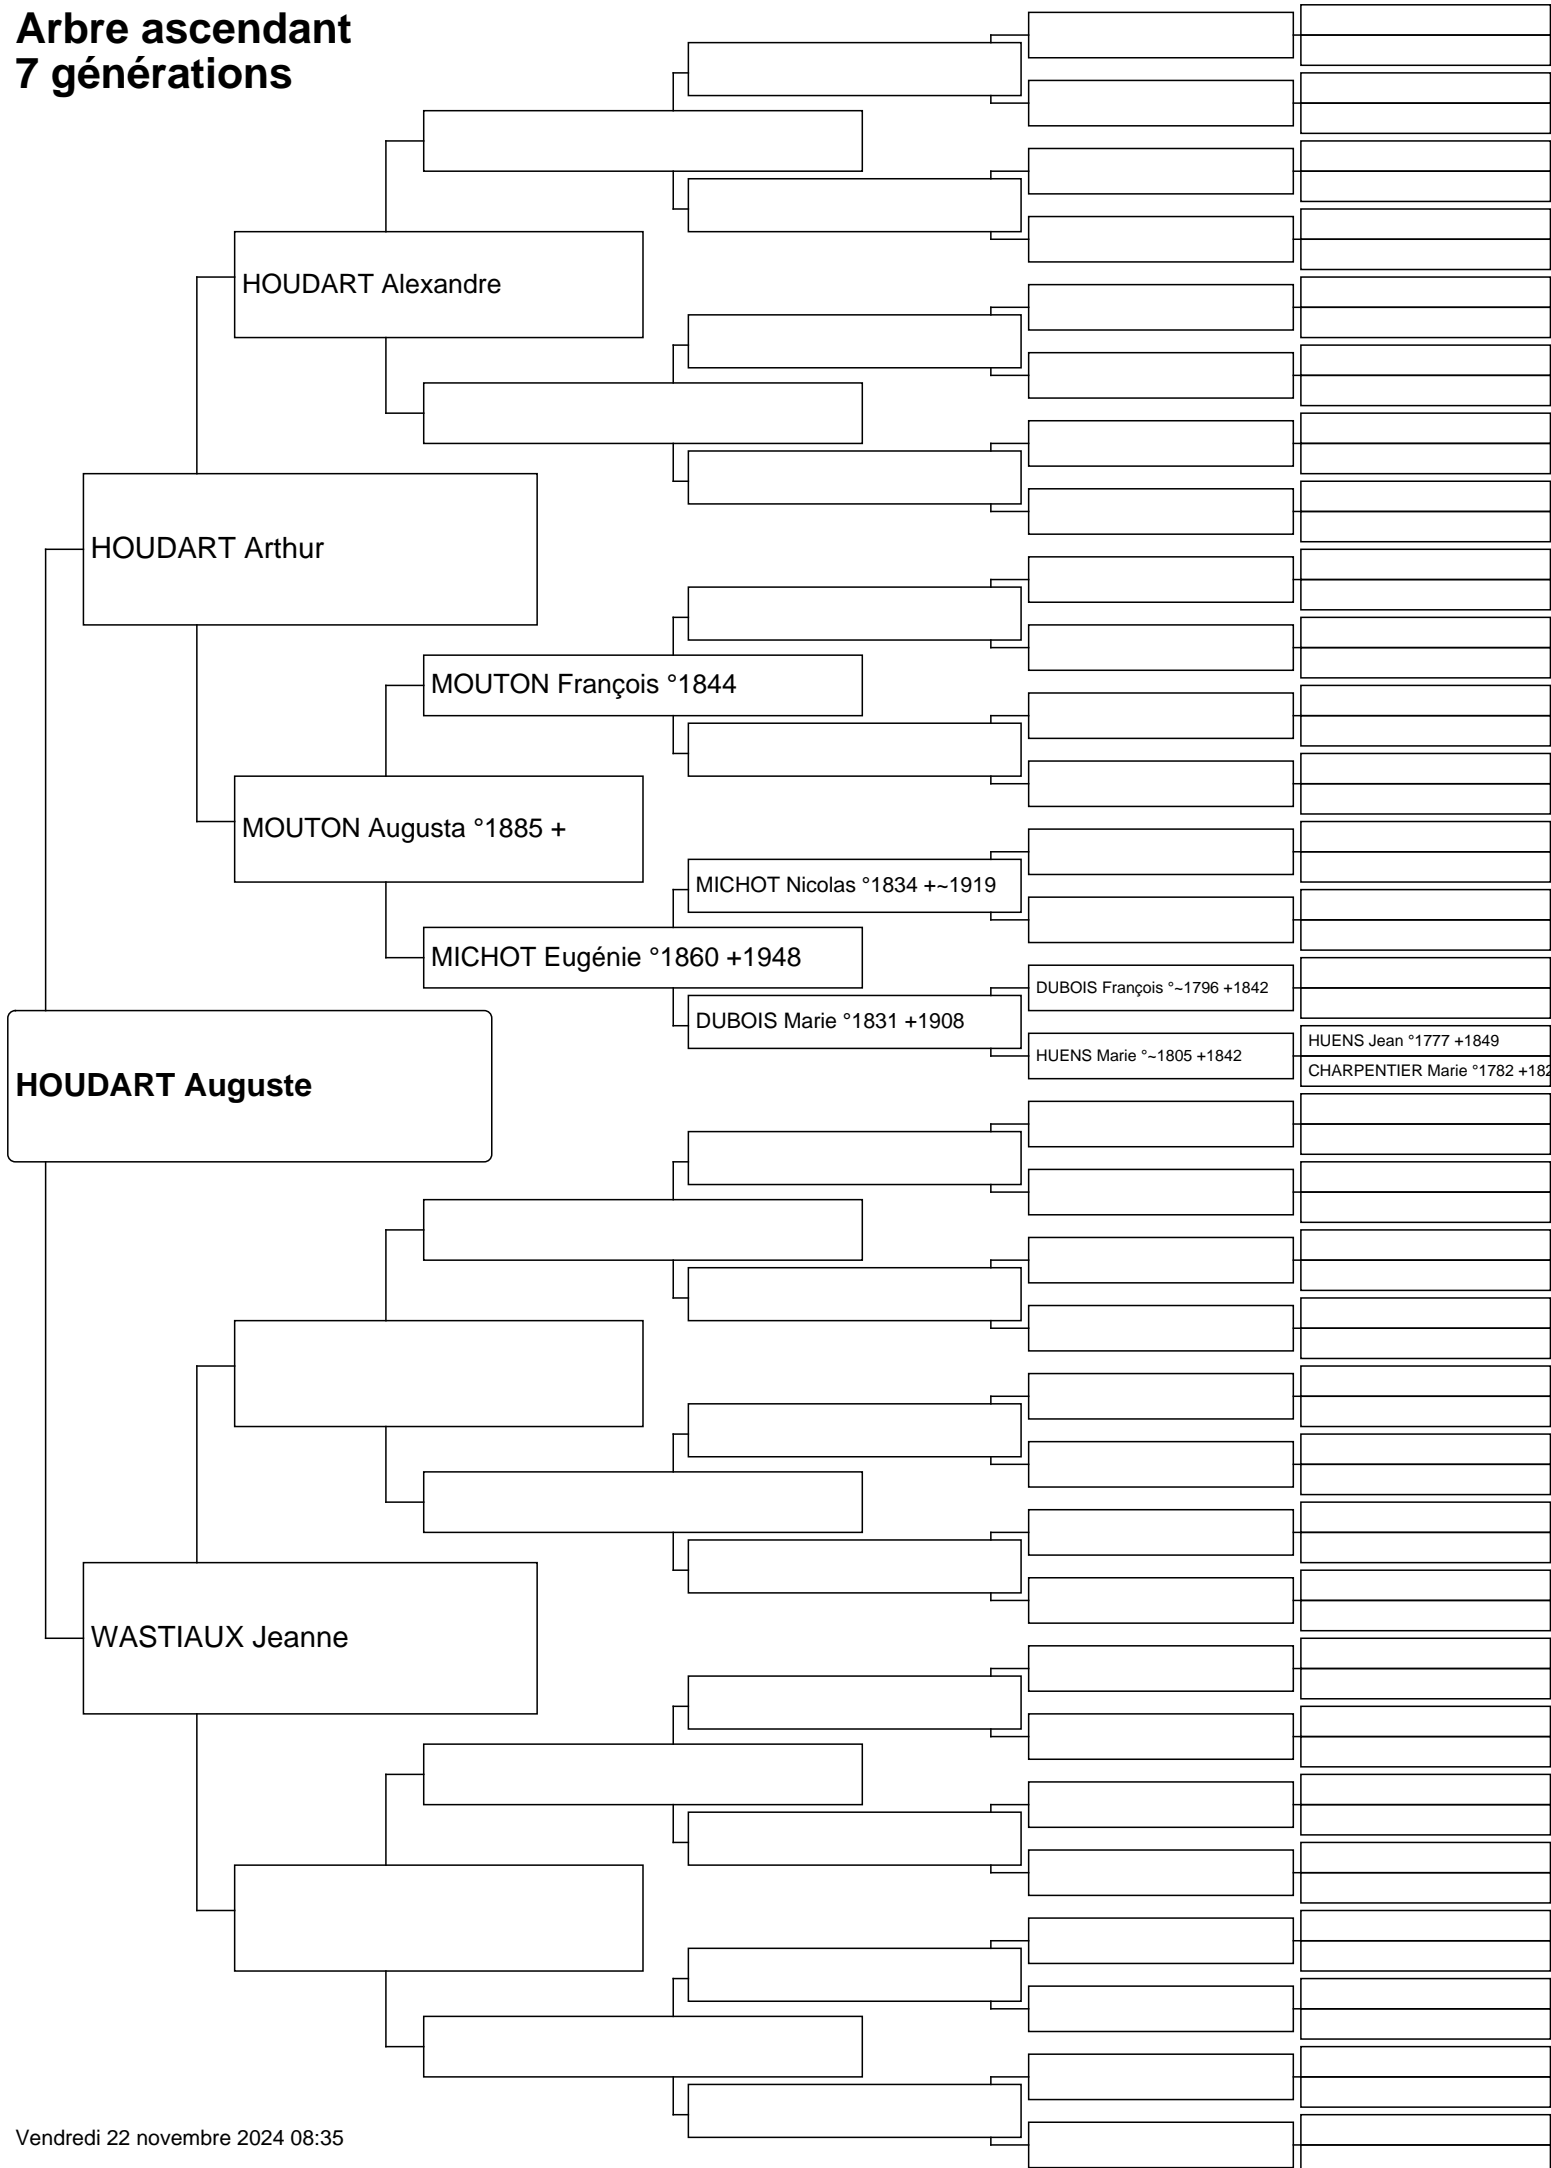 Arbre ascendant
7 générations
HOUDART Alexandre
HOUDART Arthur
MOUTON François °1844
MOUTON Augusta °1885 +
MICHOT Nicolas °1834 +~1919
MICHOT Eugénie °1860 +1948
DUBOIS François °~1796 +1842
DUBOIS Marie °1831 +1908
HUENS Jean °1777 +1849
HUENS Marie °~1805 +1842
CHARPENTIER Marie °1782 +182
HOUDART Auguste
WASTIAUX Jeanne
Vendredi 22 novembre 2024 08:35